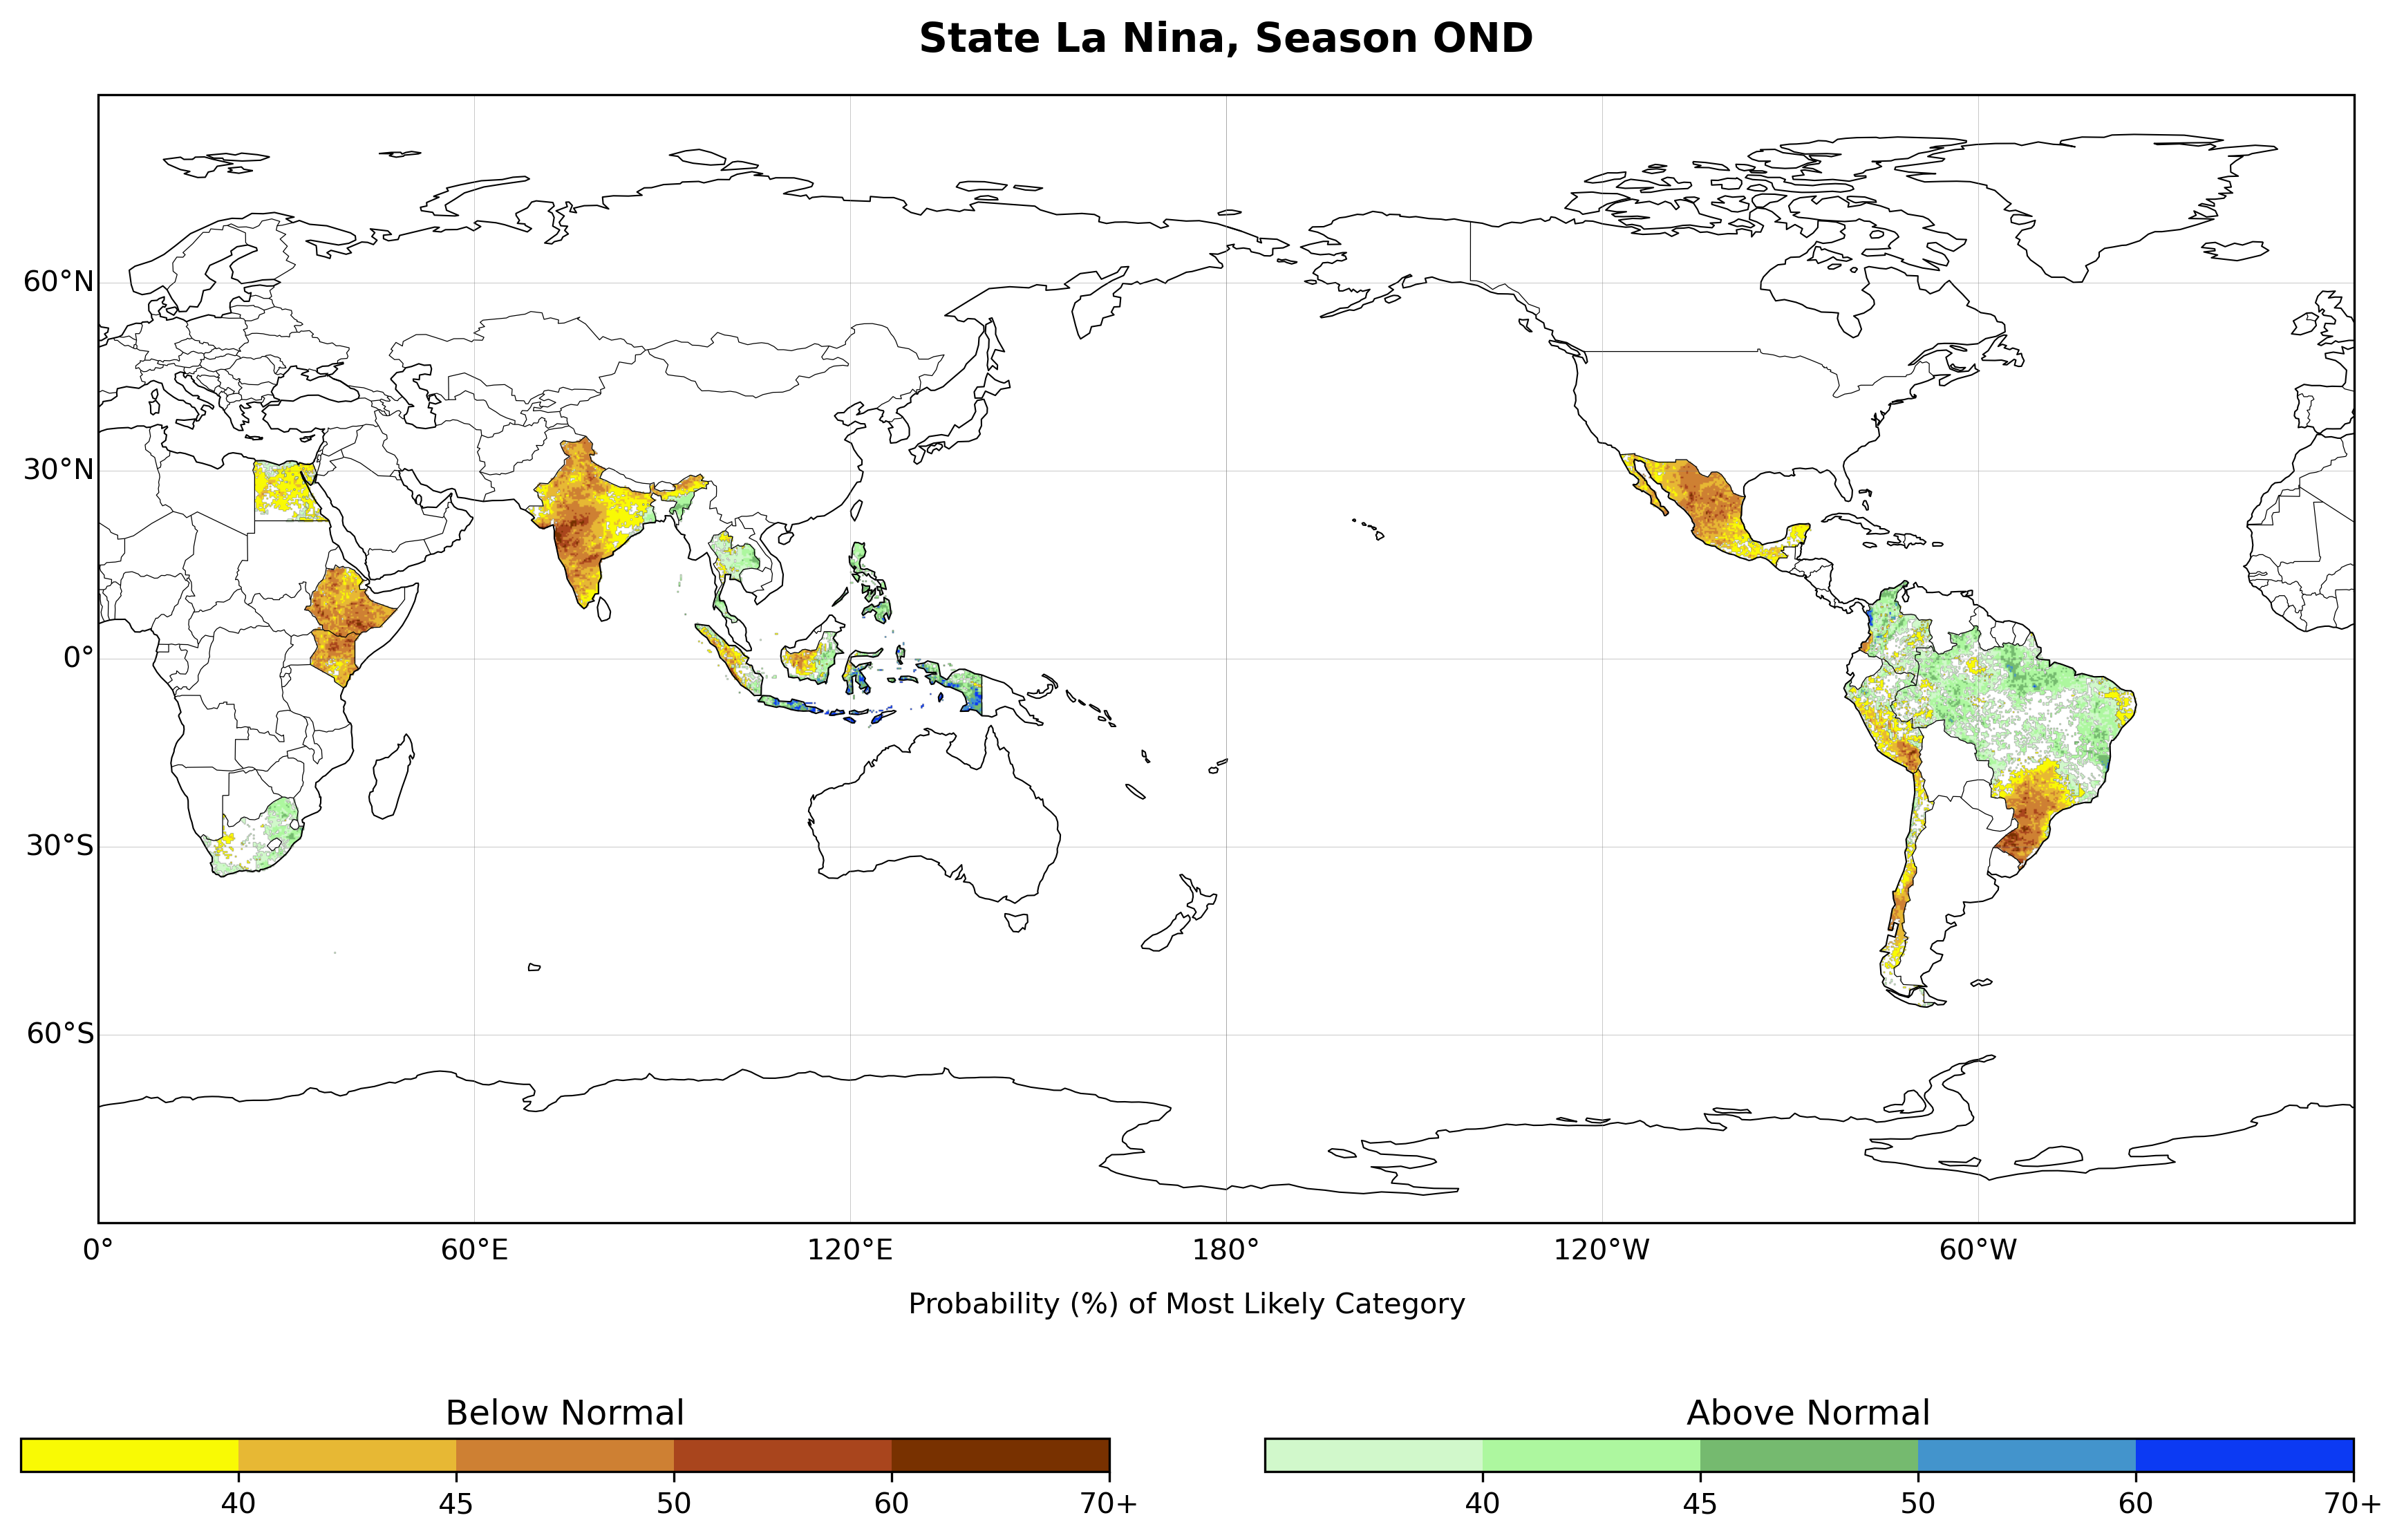 State La Nina, Season OND
60°N
30°N
0°
30°S
60°S
0° 60°E 120°E 180° 120°W 60°W
Probability (%) of Most Likely Category
Below Normal Above Normal
40 45 50 60 70+ 40 45 50 60 70+